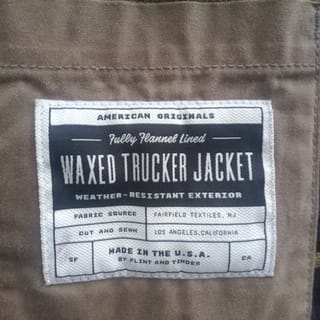 AMERICAN ORIGINALS
Fully Flannel Lined
WAXED TRUCKER JACKET
WEATHER-RESISTANT EXTERIOR
FABRIC SOURCE FAIRFIELD TEXTILES, NJ
CUT AND SEWN LOS ANGELES, CALIFORNIA
SF MADE IN THE U.S.A. CA
BY FLINT AND TINDER